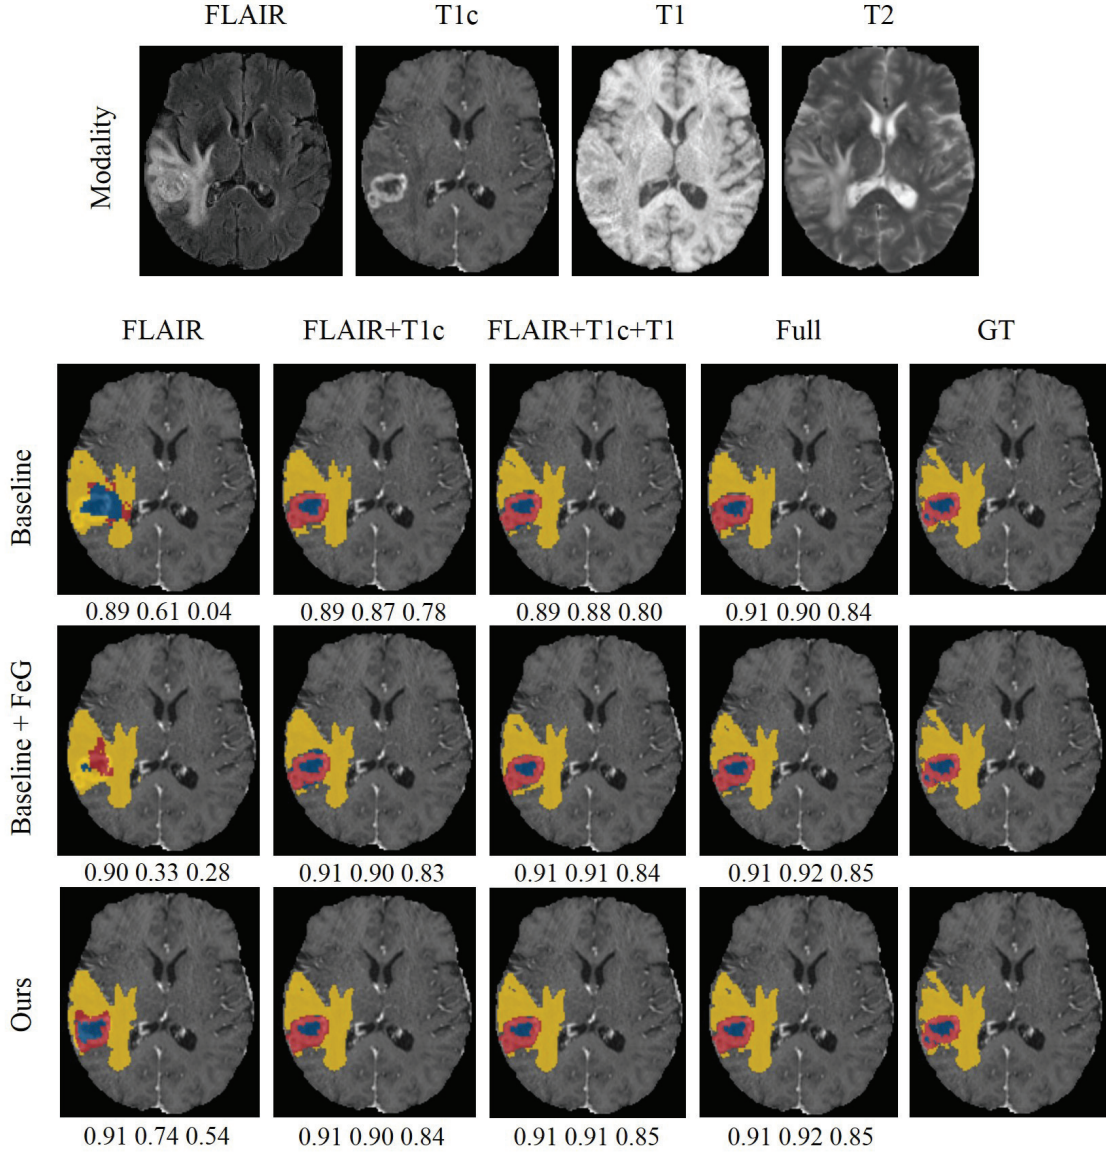 FLAIR T1c T1 T2
Modality
FLAIR FLAIR+T1c FLAIR+T1c+T1 Full GT
Baseline
0.89 0.61 0.04 0.89 0.87 0.78 0.89 0.88 0.80 0.91 0.90 0.84
Baseline + FeG
0.90 0.33 0.28 0.91 0.90 0.83 0.91 0.91 0.84 0.91 0.92 0.85
Ours
0.91 0.74 0.54 0.91 0.90 0.84 0.91 0.91 0.85 0.91 0.92 0.85